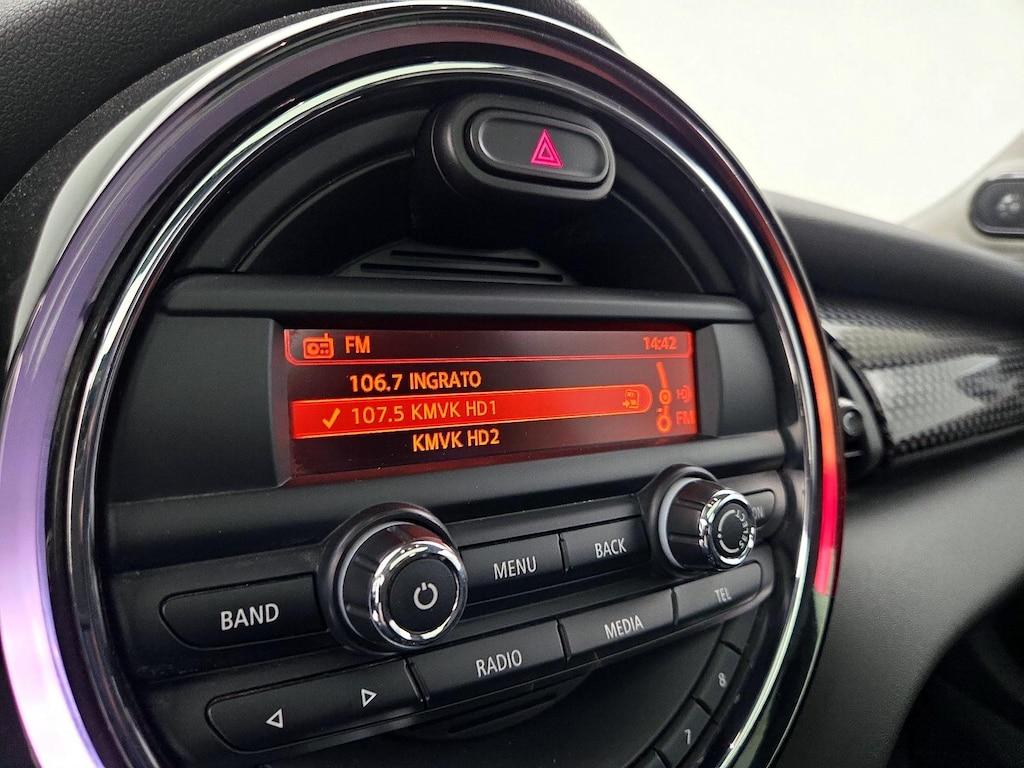 FM 14:42
106.7 INGRATO
✓ 107.5 KMVK HD1
KMVK HD2
FM
MENU
BACK
BAND
RADIO
MEDIA
TEL
8
7